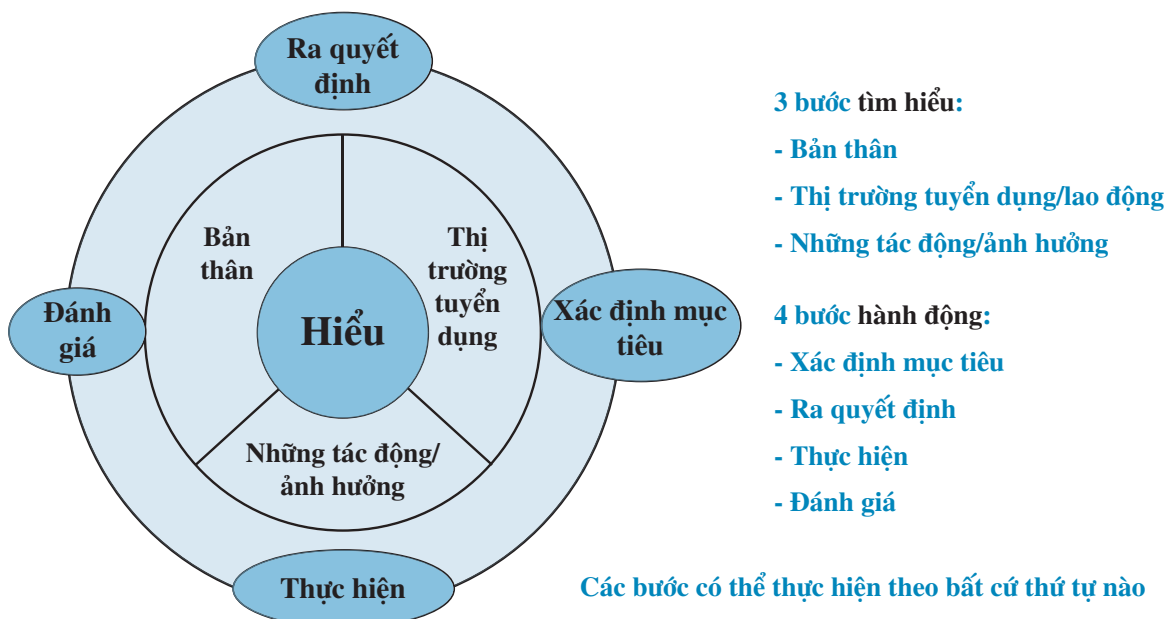 Ra quyết
định
Bản
thân
Thị
trường
tuyển
dụng
Đánh
giá
Hiểu
Xác định mục
tiêu
Những tác động/
ảnh hưởng
Thực hiện
3 bước tìm hiểu:
- Bản thân
- Thị trường tuyển dụng/lao động
- Những tác động/ảnh hưởng
4 bước hành động:
- Xác định mục tiêu
- Ra quyết định
- Thực hiện
- Đánh giá
Các bước có thể thực hiện theo bất cứ thứ tự nào